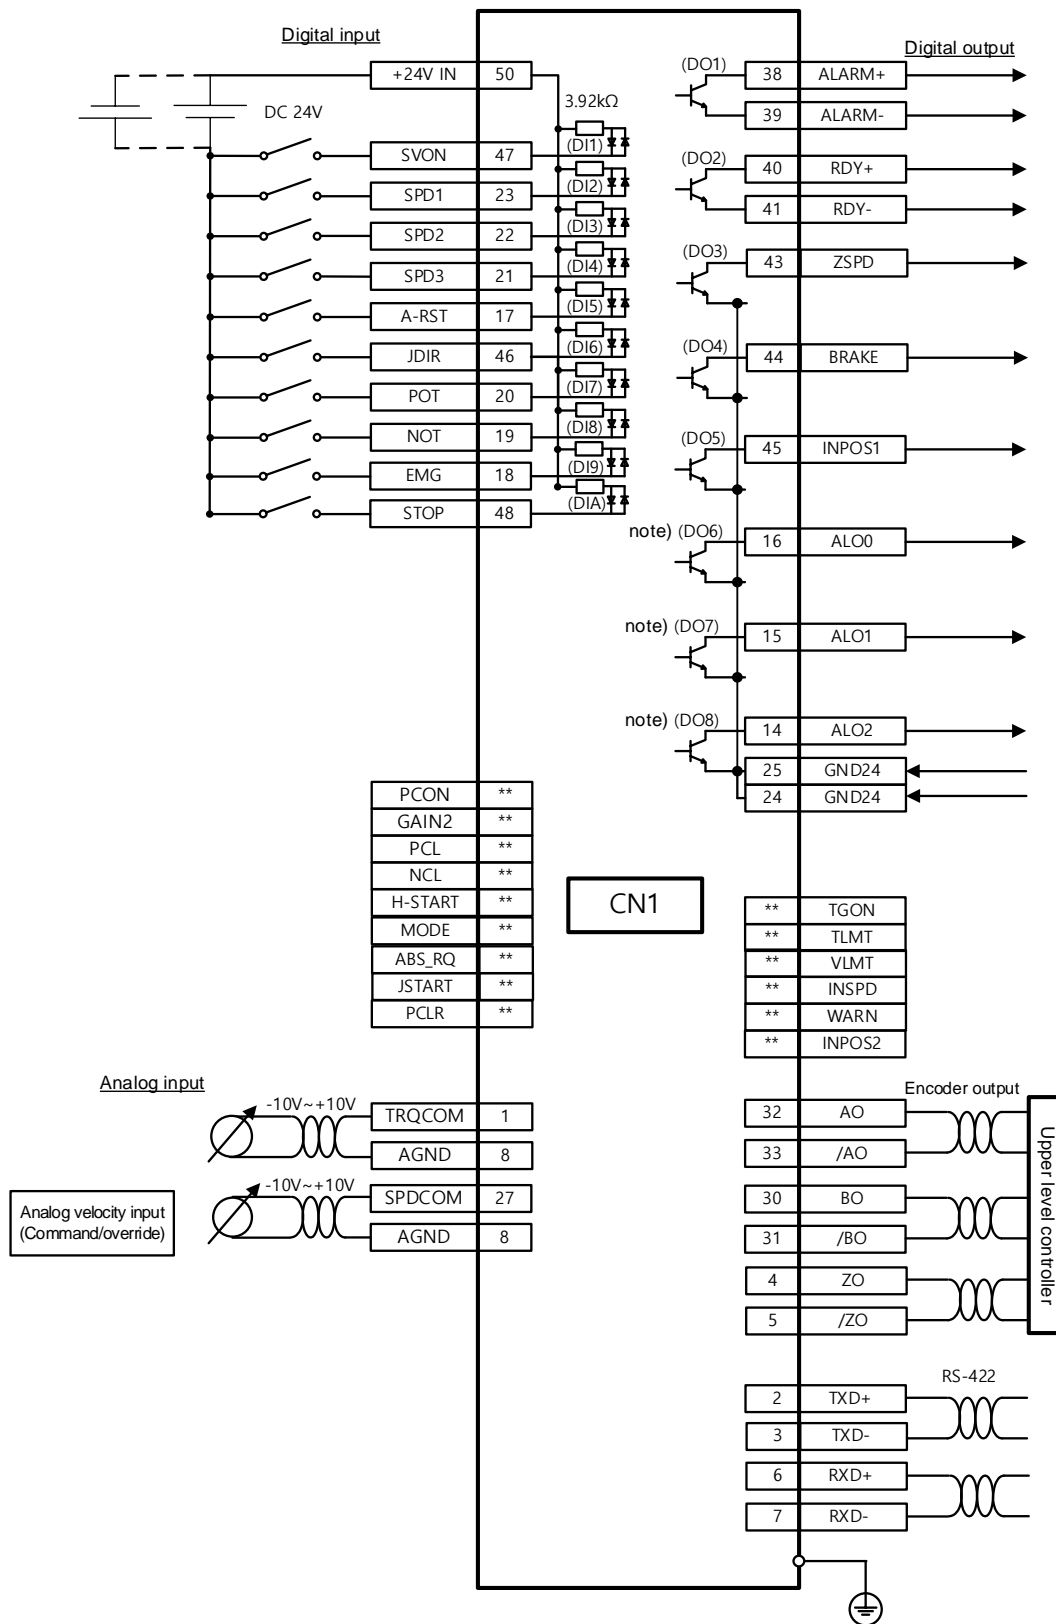 Digital input
+24V IN 50
DC 24V
3.92kΩ
SVON 47 (DI1)
SPD1 23 (DI2)
SPD2 22 (DI3)
SPD3 21 (DI4)
A-RST 17 (DI5)
JDIR 46 (DI6)
POT 20 (DI7)
NOT 19 (DI8)
EMG 18 (DI9)
STOP 48 (DIA)
Digital output
(DO1) 38 ALARM+
39 ALARM-
(DO2) 40 RDY+
41 RDY-
(DO3) 43 ZSPD
(DO4) 44 BRAKE
(DO5) 45 INPOS1
note) (DO6) 16 ALO0
note) (DO7) 15 ALO1
note) (DO8) 14 ALO2
25 GND24
24 GND24
PCON **
GAIN2 **
PCL **
NCL **
H-START **
MODE **
ABS_RQ **
JSTART **
PCLR **
CN1
** TGON
** TLMT
** VLMT
** INSPD
** WARN
** INPOS2
Analog input
-10V~+10V
TRQCOM 1
AGND 8
-10V~+10V
SPDCOM 27
AGND 8
Analog velocity input
(Command/override)
Encoder output
32 AO
33 /AO
30 BO
31 /BO
4 ZO
5 /ZO
Upper level controller
RS-422
2 TXD+
3 TXD-
6 RXD+
7 RXD-